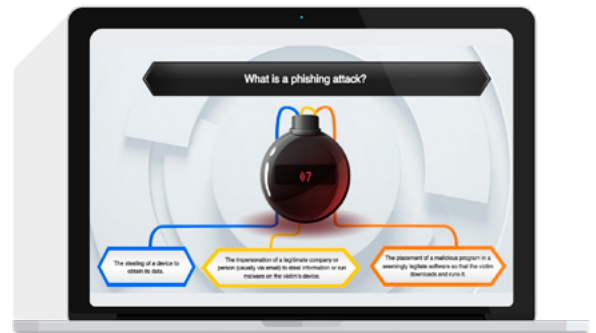 What is a phishing attack?
07
The stealing of a device to
obtain its data.
The impersonation of a legitimate company or
person (usually via email) to steal information or run
malware on the victim's device.
The placement of a malicious program in a
seemingly legitimate software so that the victim
downloads and runs it.